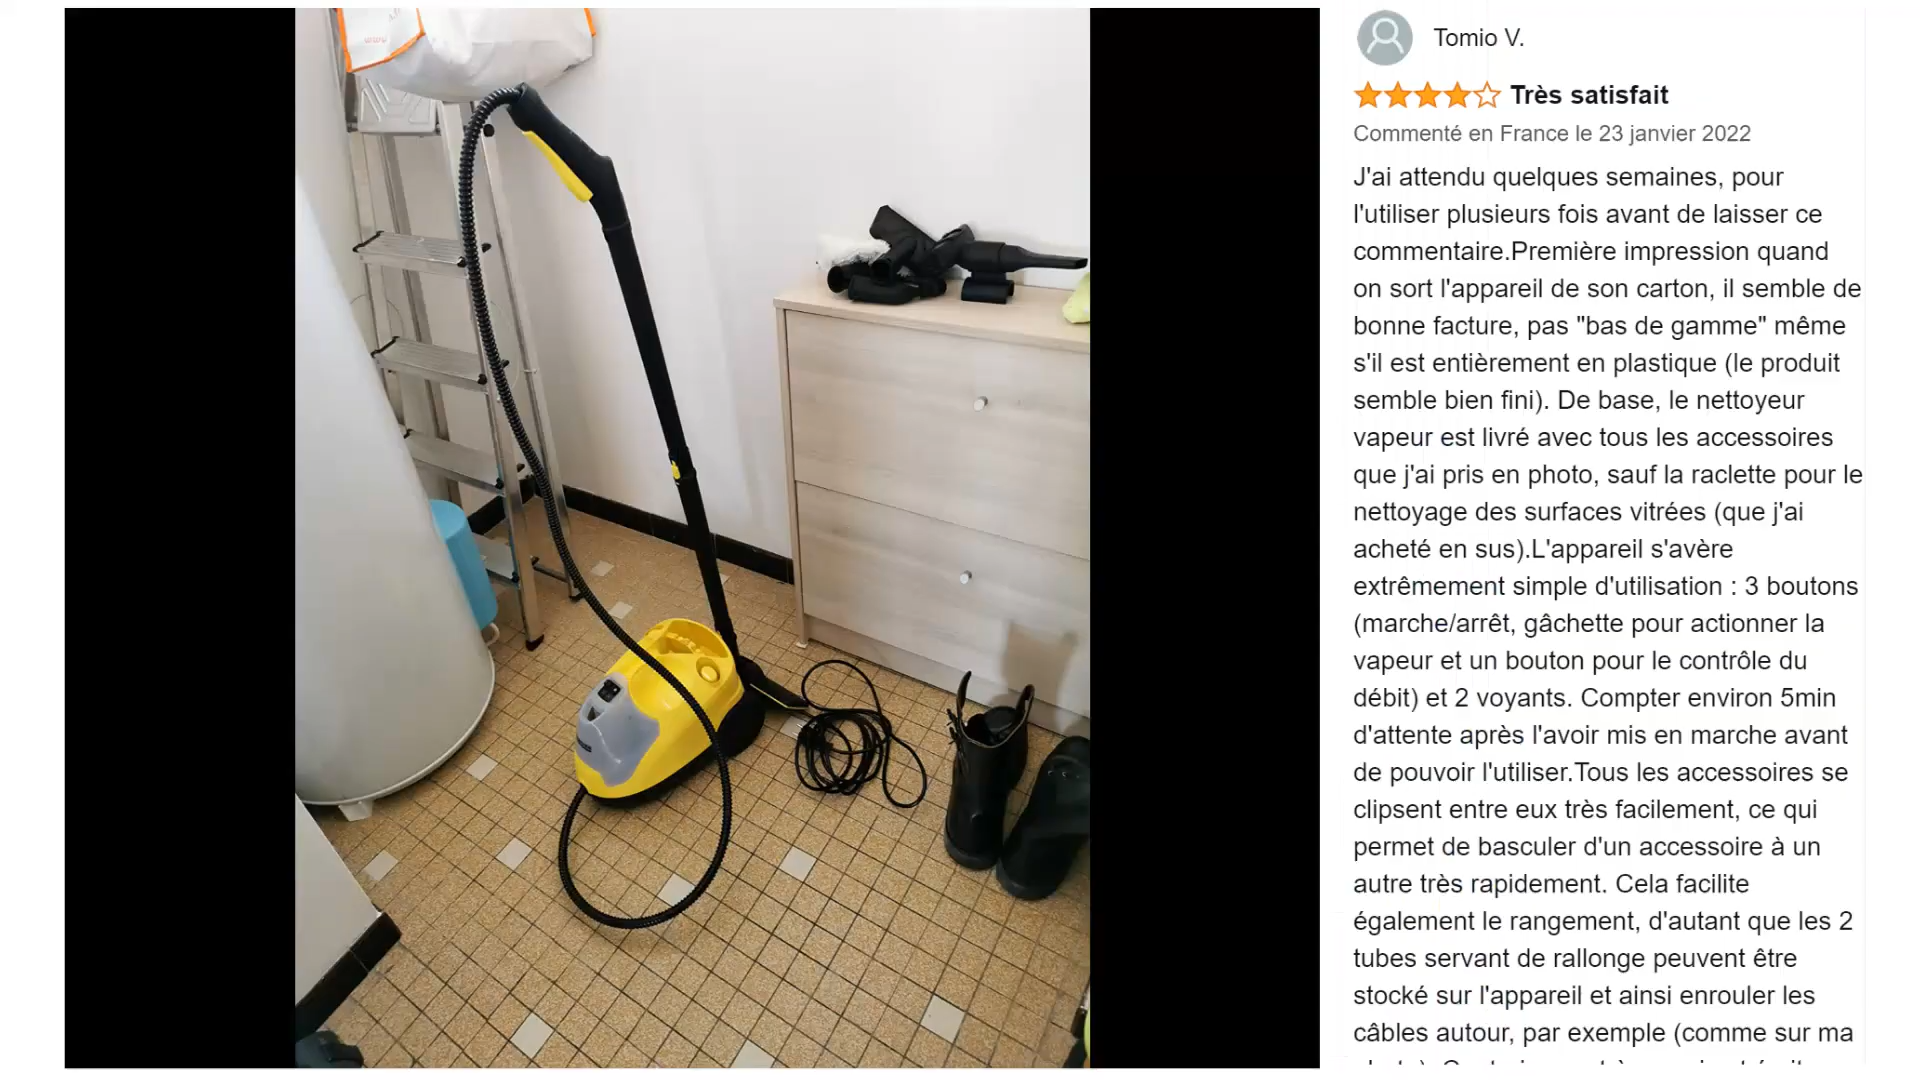 Tomio V.
Très satisfait
Commenté en France le 23 janvier 2022
J'ai attendu quelques semaines, pour
l'utiliser plusieurs fois avant de laisser ce
commentaire.Première impression quand
on sort l'appareil de son carton, il semble de
bonne facture, pas "bas de gamme" même
s'il est entièrement en plastique (le produit
semble bien fini). De base, le nettoyeur
vapeur est livré avec tous les accessoires
que j'ai pris en photo, sauf la raclette pour le
nettoyage des surfaces vitrées (que j'ai
acheté en sus).L'appareil s'avère
extrêmement simple d'utilisation : 3 boutons
(marche/arrêt, gâchette pour actionner la
vapeur et un bouton pour le contrôle du
débit) et 2 voyants. Compter environ 5min
d'attente après l'avoir mis en marche avant
de pouvoir l'utiliser.Tous les accessoires se
clipsent entre eux très facilement, ce qui
permet de basculer d'un accessoire à un
autre très rapidement. Cela facilite
également le rangement, d'autant que les 2
tubes servant de rallonge peuvent être
stocké sur l'appareil et ainsi enrouler les
câbles autour, par exemple (comme sur ma